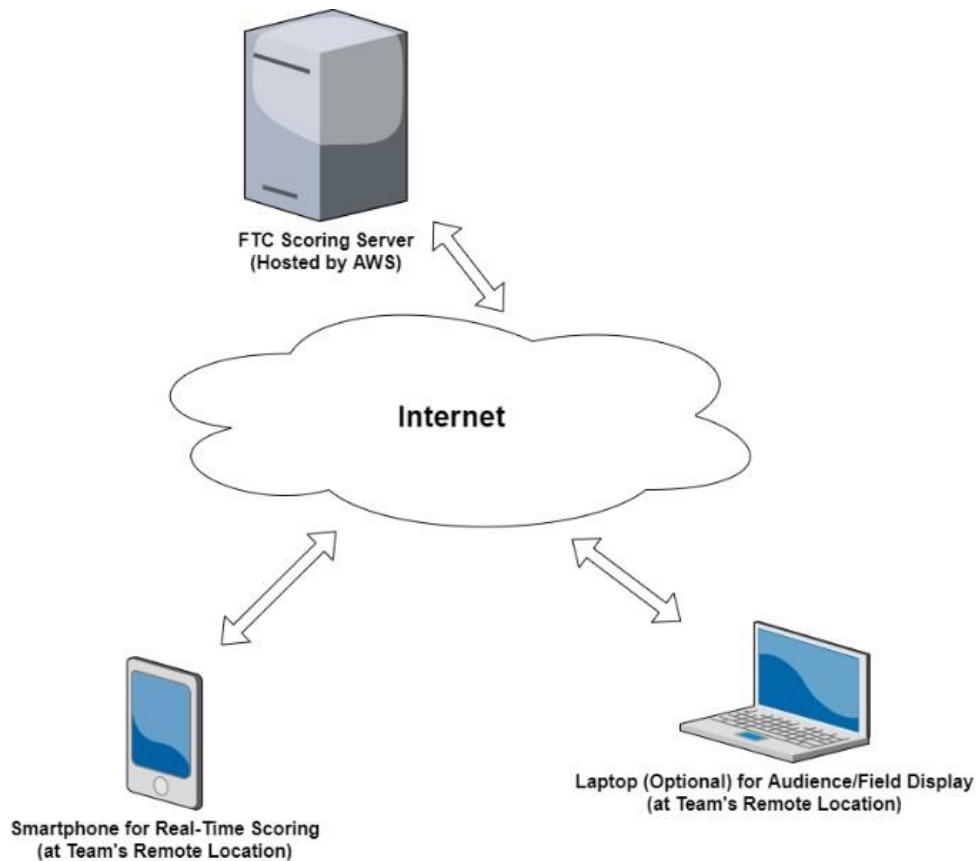 FTC Scoring Server
(Hosted by AWS)
Internet
Laptop (Optional) for Audience/Field Display
(at Team's Remote Location)
Smartphone for Real-Time Scoring
(at Team's Remote Location)